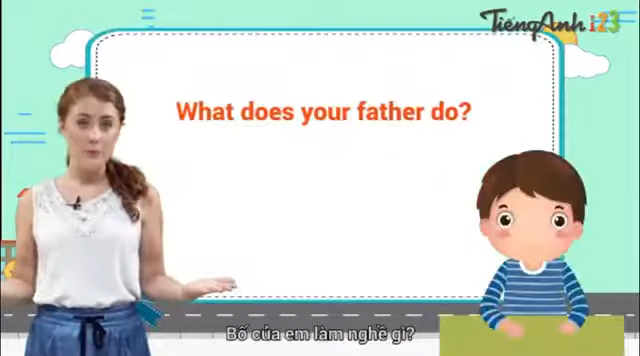 TiếngAnh123
What does your father do?
Bố của em làm nghề gì?